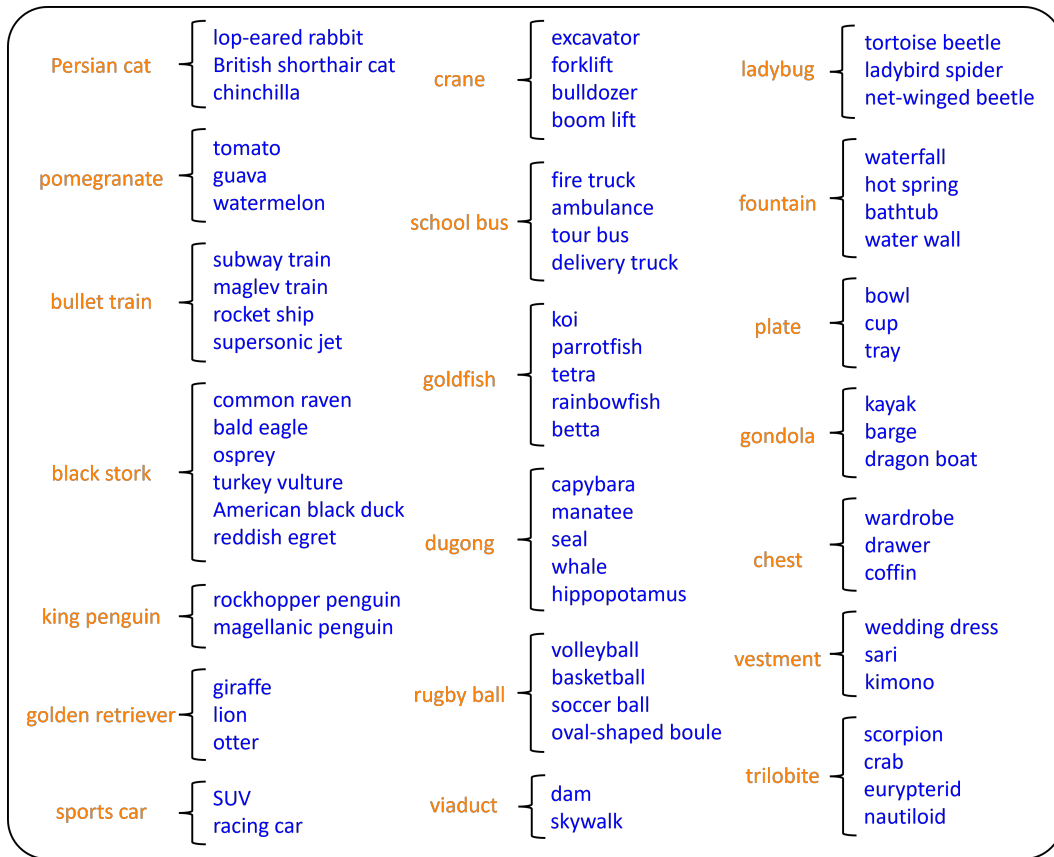 Persian cat
lop-eared rabbit
British shorthair cat
chinchilla
pomegranate
tomato
guava
watermelon
bullet train
subway train
maglev train
rocket ship
supersonic jet
black stork
common raven
bald eagle
osprey
turkey vulture
American black duck
reddish egret
king penguin
rockhopper penguin
magellanic penguin
golden retriever
giraffe
lion
otter
sports car
SUV
racing car
crane
excavator
forklift
bulldozer
boom lift
school bus
fire truck
ambulance
tour bus
delivery truck
goldfish
koi
parrotfish
tetra
rainbowfish
betta
dugong
capybara
manatee
seal
whale
hippopotamus
rugby ball
volleyball
basketball
soccer ball
oval-shaped boule
viaduct
dam
skywalk
ladybug
tortoise beetle
ladybird spider
net-winged beetle
fountain
waterfall
hot spring
bathtub
water wall
plate
bowl
cup
tray
gondola
kayak
barge
dragon boat
chest
wardrobe
drawer
coffin
vestment
wedding dress
sari
kimono
trilobite
scorpion
crab
eurypterid
nautiloid